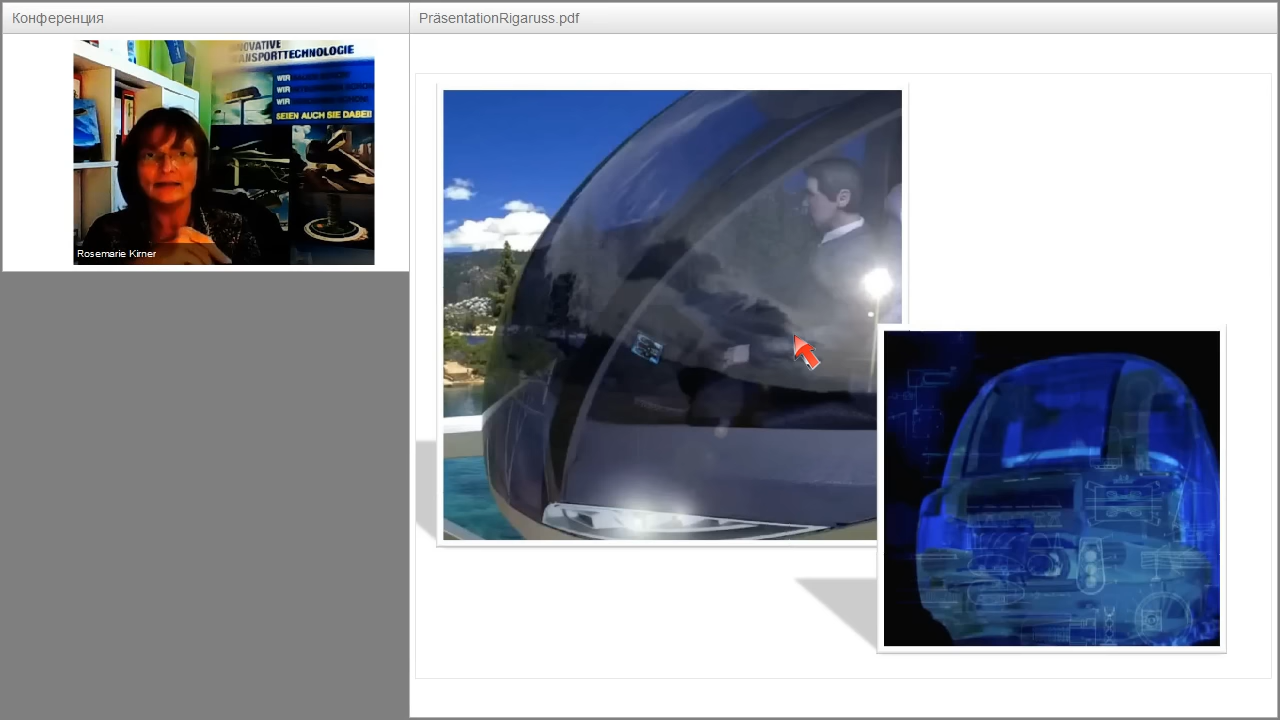 Конференция
PräsentationRigaruss.pdf
INNOVATIVE
TRANSPORTTECHNOLOGIE
WIR
WIR
WIR
SEIEN AUCH SIE DABEI!
Rosemarie Kirner